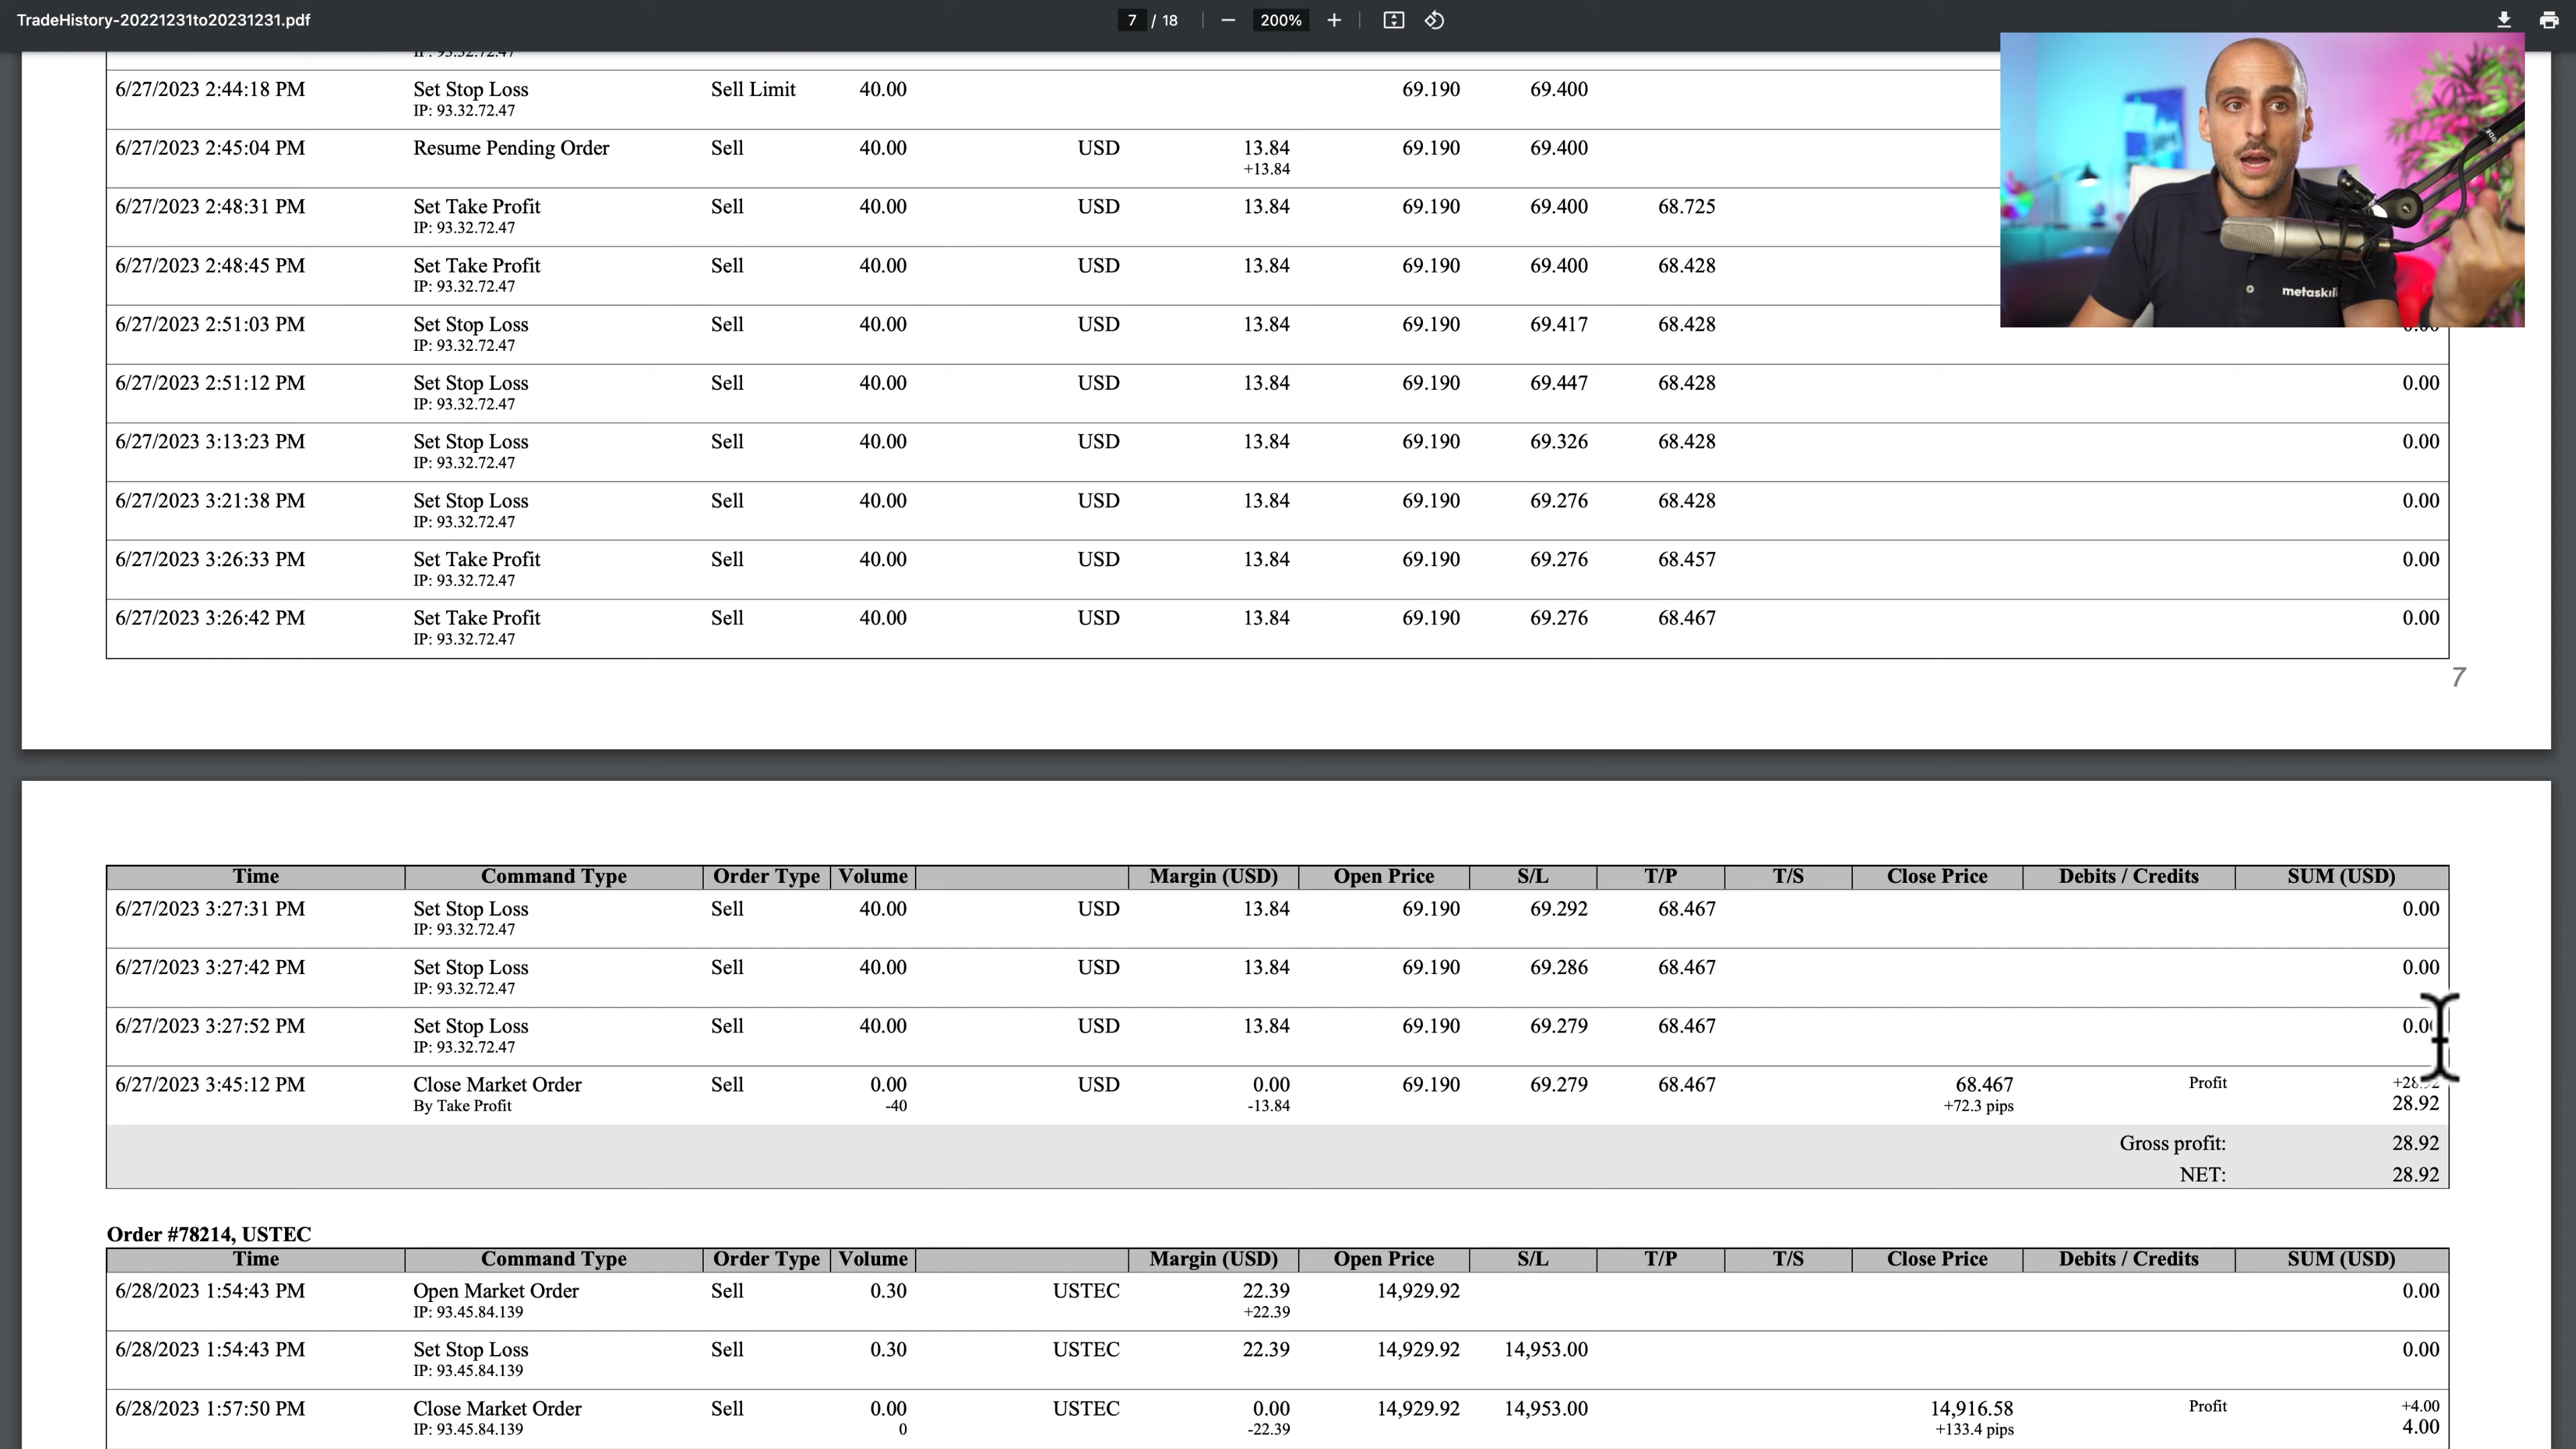 TradeHistory-20221231to20231231.pdf 7 / 18 200%
6/27/2023 2:44:18 PM Set Stop Loss Sell Limit 40.00 69.190 69.400
IP: 93.32.72.47
6/27/2023 2:45:04 PM Resume Pending Order Sell 40.00 USD 13.84 69.190 69.400
+13.84
6/27/2023 2:48:31 PM Set Take Profit Sell 40.00 USD 13.84 69.190 69.400 68.725
IP: 93.32.72.47
6/27/2023 2:48:45 PM Set Take Profit Sell 40.00 USD 13.84 69.190 69.400 68.428
IP: 93.32.72.47
metaskill
6/27/2023 2:51:03 PM Set Stop Loss Sell 40.00 USD 13.84 69.190 69.417 68.428
IP: 93.32.72.47
6/27/2023 2:51:12 PM Set Stop Loss Sell 40.00 USD 13.84 69.190 69.447 68.428 0.00
IP: 93.32.72.47
6/27/2023 3:13:23 PM Set Stop Loss Sell 40.00 USD 13.84 69.190 69.326 68.428 0.00
IP: 93.32.72.47
6/27/2023 3:21:38 PM Set Stop Loss Sell 40.00 USD 13.84 69.190 69.276 68.428 0.00
IP: 93.32.72.47
6/27/2023 3:26:33 PM Set Take Profit Sell 40.00 USD 13.84 69.190 69.276 68.457 0.00
IP: 93.32.72.47
6/27/2023 3:26:42 PM Set Take Profit Sell 40.00 USD 13.84 69.190 69.276 68.467 0.00
IP: 93.32.72.47
7
Time Command Type Order Type Volume Margin (USD) Open Price S/L T/P T/S Close Price Debits / Credits SUM (USD)
6/27/2023 3:27:31 PM Set Stop Loss Sell 40.00 USD 13.84 69.190 69.292 68.467 0.00
IP: 93.32.72.47
6/27/2023 3:27:42 PM Set Stop Loss Sell 40.00 USD 13.84 69.190 69.286 68.467 0.00
IP: 93.32.72.47
6/27/2023 3:27:52 PM Set Stop Loss Sell 40.00 USD 13.84 69.190 69.279 68.467
IP: 93.32.72.47
6/27/2023 3:45:12 PM Close Market Order Sell 0.00 USD 0.00 69.190 69.279 68.467 68.467 Profit
By Take Profit -40 -13.84 +72.3 pips 28.92
Gross profit: 28.92
NET: 28.92
Order #78214, USTEC
Time Command Type Order Type Volume Margin (USD) Open Price S/L T/P T/S Close Price Debits / Credits SUM (USD)
6/28/2023 1:54:43 PM Open Market Order Sell 0.30 USTEC 22.39 14,929.92 0.00
IP: 93.45.84.139 +22.39
6/28/2023 1:54:43 PM Set Stop Loss Sell 0.30 USTEC 22.39 14,929.92 14,953.00 0.00
IP: 93.45.84.139
6/28/2023 1:57:50 PM Close Market Order Sell 0.00 USTEC 0.00 14,929.92 14,953.00 14,916.58 Profit +4.00
IP: 93.45.84.139 0 -22.39 +133.4 pips 4.00